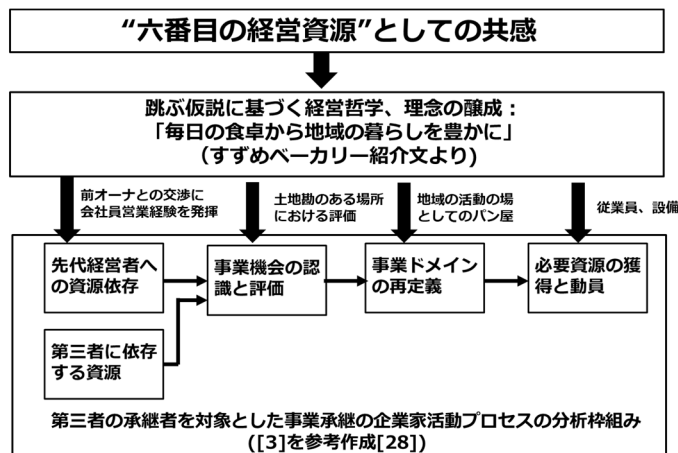 “六番目の経営資源”としての共感
跳ぶ仮説に基づく経営哲学、理念の醸成：
「毎日の食卓から地域の暮らしを豊かに」
（すずめベーカリー紹介文より)
前オーナとの交渉に
会社員営業経験を発揮
土地勘のある場所
における評価
地域の活動の場
としてのパン屋
従業員、設備
先代経営者へ
の資源依存
事業機会の認
識と評価
事業ドメイン
の再定義
必要資源の獲
得と動員
第三者に依存
する資源
第三者の承継者を対象とした事業承継の企業家活動プロセスの分析枠組み
([3]を参考作成[28])